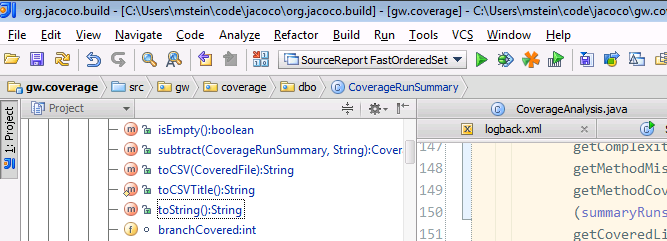 org.jacoco.build - [C:\Users\mstein\code\jacoco\org.jacoco.build] - [gw.coverage] - C:\Users\mstein\code\jacoco\gw.co
File Edit View Navigate Code Analyze Refactor Build Run Tools VCS Window Help
SourceReport FastOrderedSet
gw.coverage src gw coverage dbo CoverageRunSummary
1: Project
Project
isEmpty():boolean
subtract(CoverageRunSummary, String):Cover
toCSV(CoveredFile):String
toCSVTitle():String
toString():String
branchCovered:int
CoverageAnalysis.java
logback.xml
147 getComplexit
148 getMethodMis
149 getMethodCov
150 (summaryRuns
151 getCoveredLi